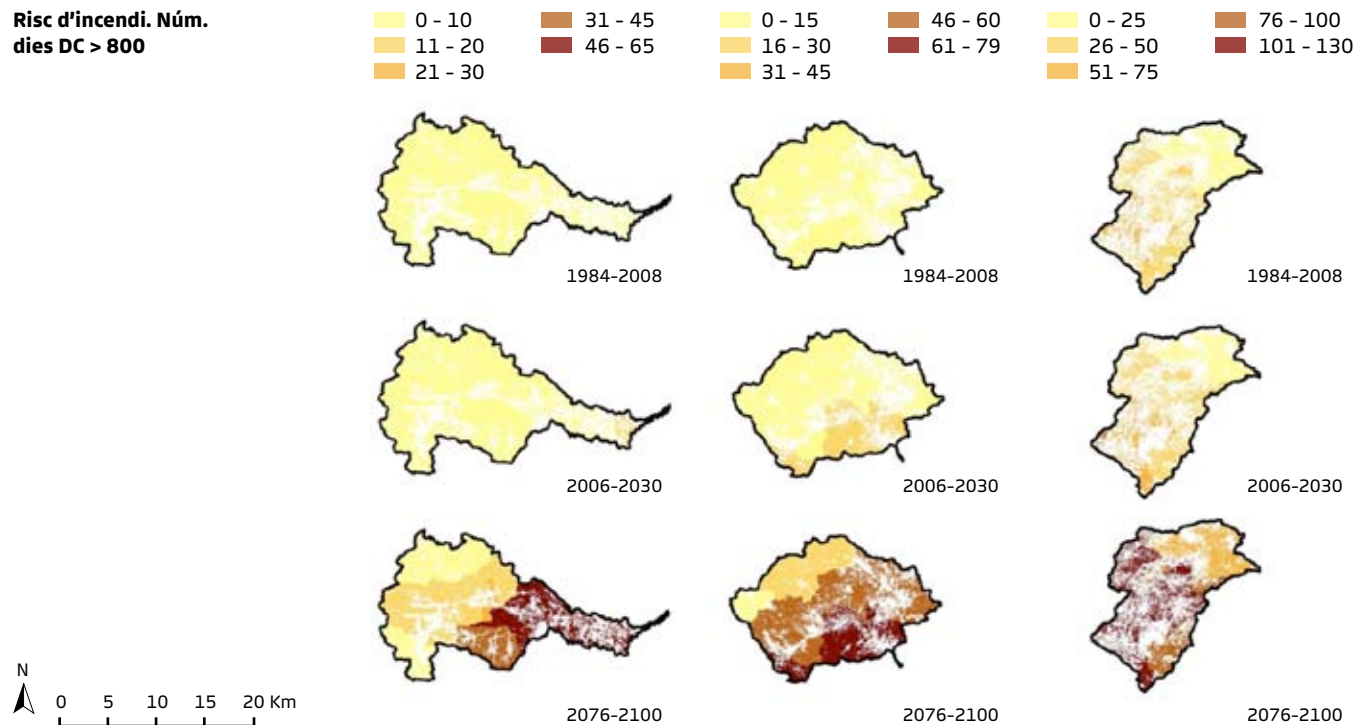 Risc d'incendi. Núm.
dies DC > 800
0 - 10
11 - 20
21 - 30
31 - 45
46 - 65
0 - 15
16 - 30
31 - 45
46 - 60
61 - 79
0 - 25
26 - 50
51 - 75
76 - 100
101 - 130
1984-2008
1984-2008
1984-2008
2006-2030
2006-2030
2006-2030
2076-2100
2076-2100
2076-2100
N
0 5 10 15 20 Km